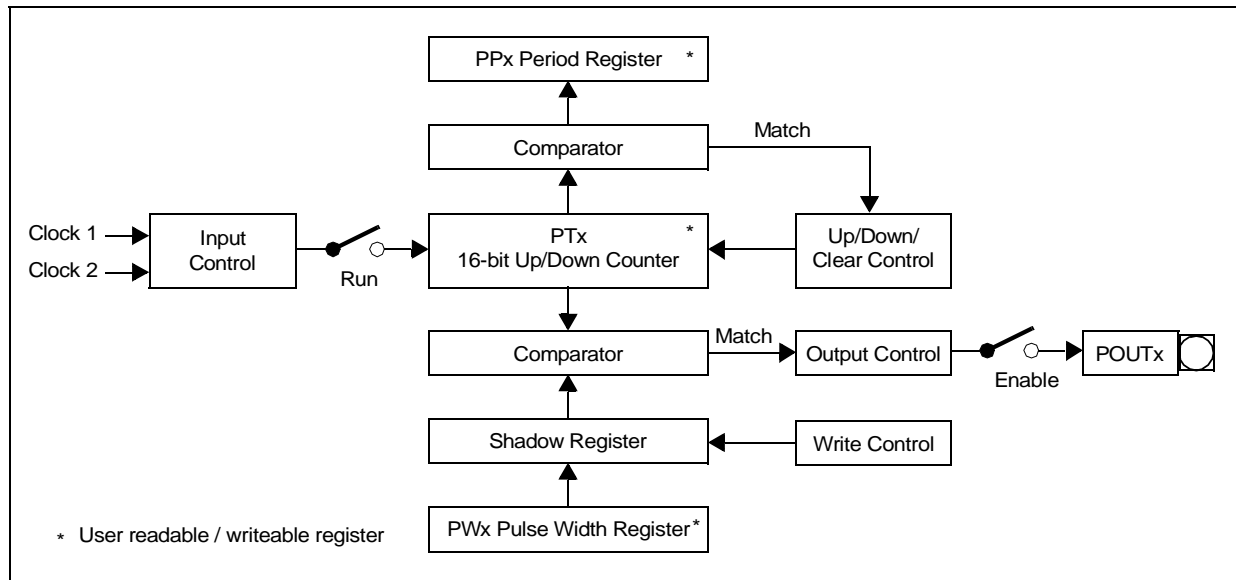 PPx Period Register *
Comparator
Match
Clock 1
Clock 2
Input
Control
Run
PTx *
16-bit Up/Down Counter
Up/Down/
Clear Control
Comparator
Match
Output Control
Enable
POUTx
Shadow Register
Write Control
PWx Pulse Width Register *
* User readable / writeable register